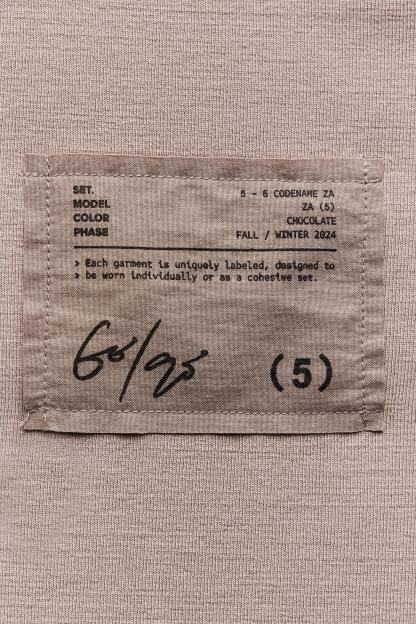 SET. 5 - 6 CODENAME ZA
MODEL ZA (5)
COLOR CHOCOLATE
PHASE FALL / WINTER 2024
> Each garment is uniquely labeled, designed to
> be worn individually or as a cohesive set.
(5)